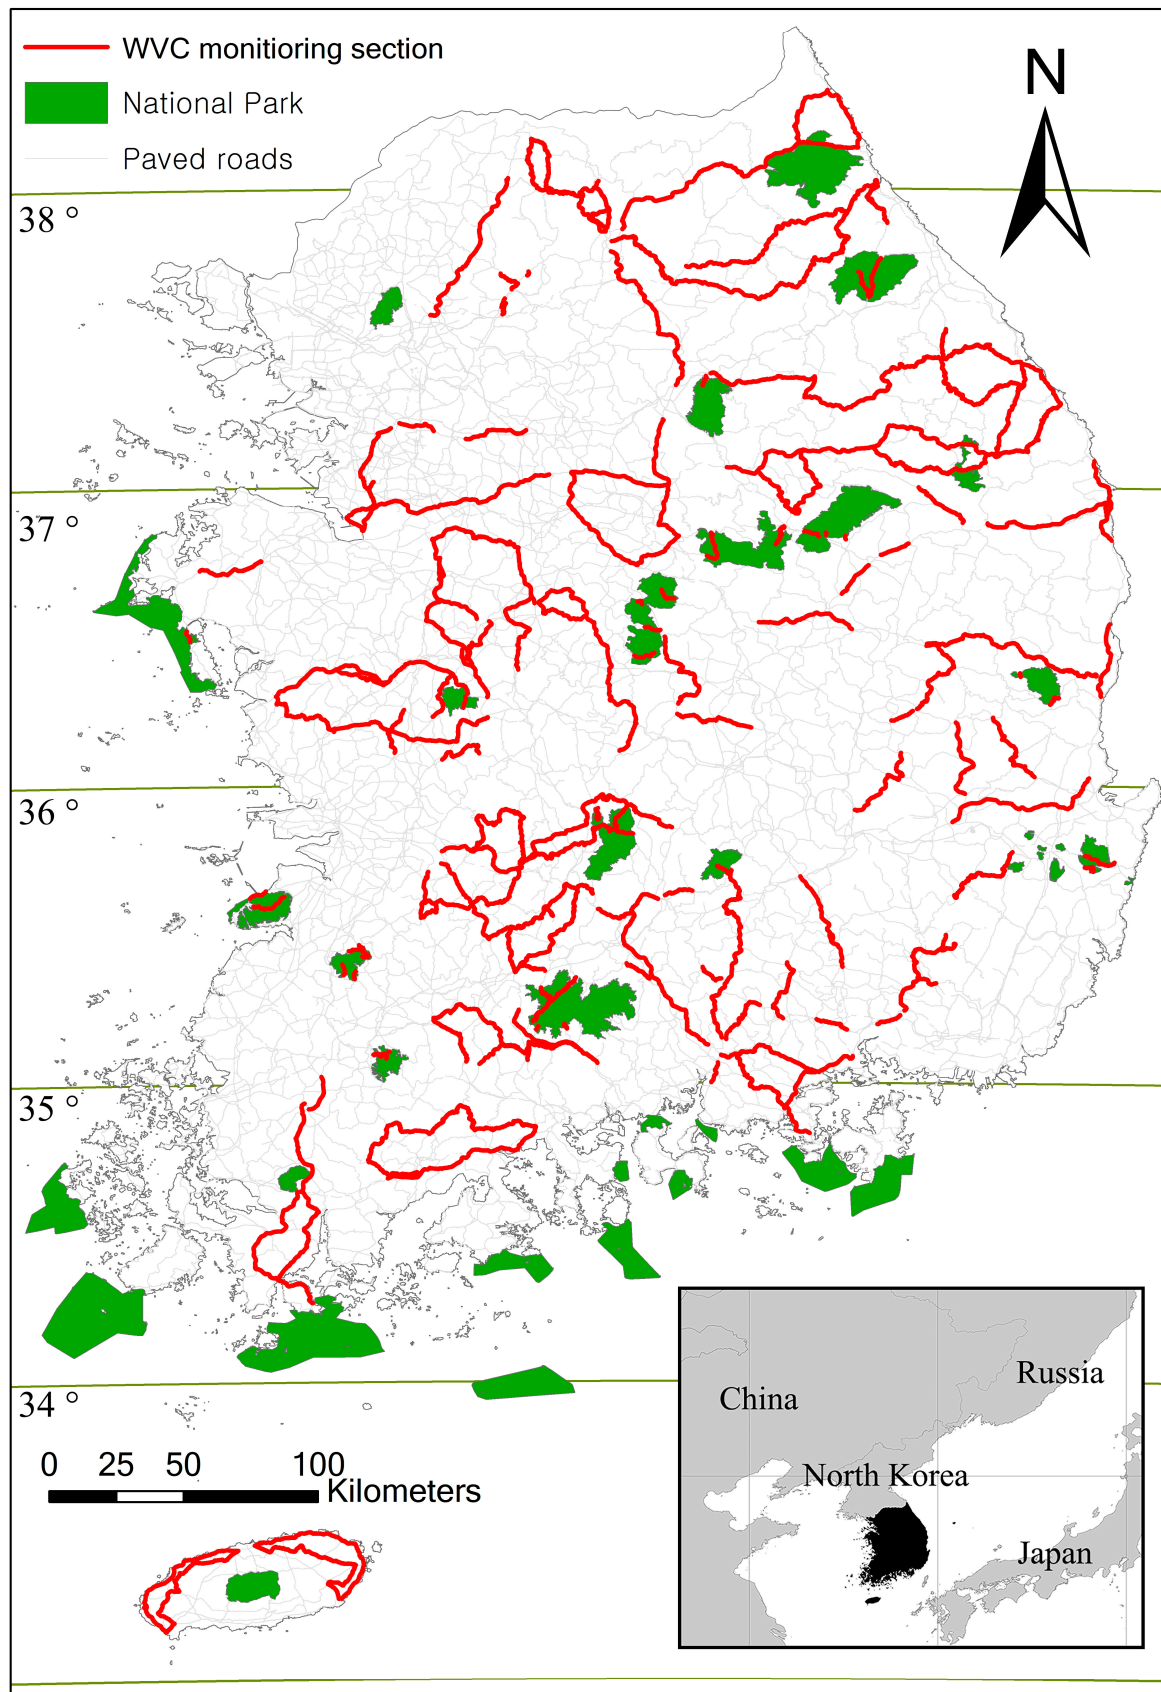 WVC monitioring section
National Park
Paved roads
N
38 °
37 °
36 °
35 °
34 °
0 25 50 100
Kilometers
China
Russia
North Korea
Japan